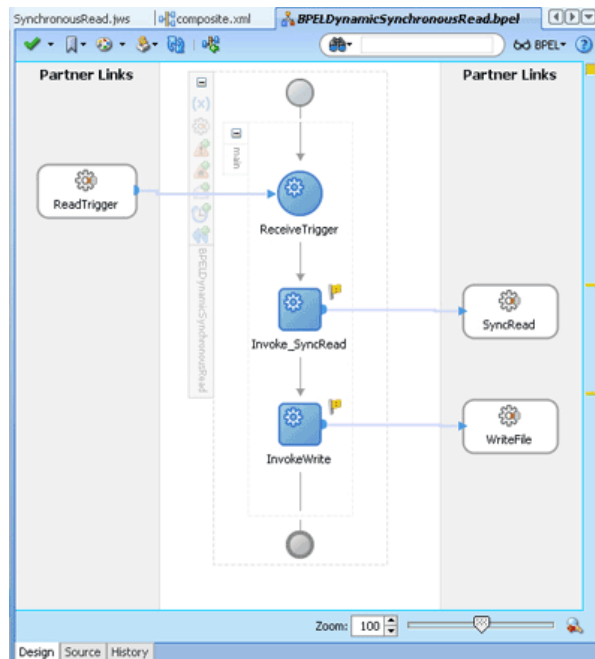 SynchronousRead.jws
composite.xml
BPELDynamicSynchronousRead.bpel
BPEL
Partner Links
Partner Links
(x)
main
ReadTrigger
ReceiveTrigger
BPELDynamicSynchronousRead
Invoke_SyncRead
SyncRead
InvokeWrite
WriteFile
Zoom: 100
Design Source History